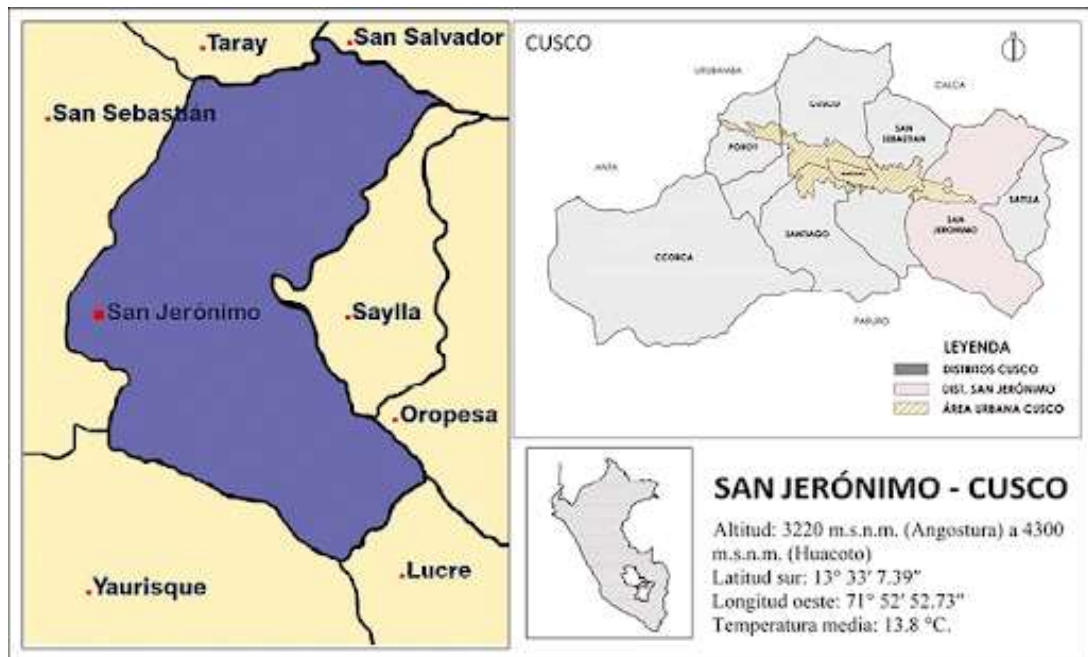 Taray
San Salvador
San Sebastián
San Jerónimo
Saylla
Oropesa
Yaurisque
Lucre
CUSCO
URUBAMBA
CALCA
CUSCO
SAN
SEBASTIAN
POROY
ANTA
SAYLLA
SAN
JERONIMO
SANTIAGO
CCORCA
PARURO
LEYENDA
DISTRITOS CUSCO
DIST. SAN JERÓNIMO
ÁREA URBANA CUSCO
SAN JERÓNIMO - CUSCO
Altitud: 3220 m.s.n.m. (Angostura) a 4300
m.s.n.m. (Huacoto)
Latitud sur: 13° 33' 7.39"
Longitud oeste: 71° 52' 52.73"
Temperatura media: 13.8 °C.